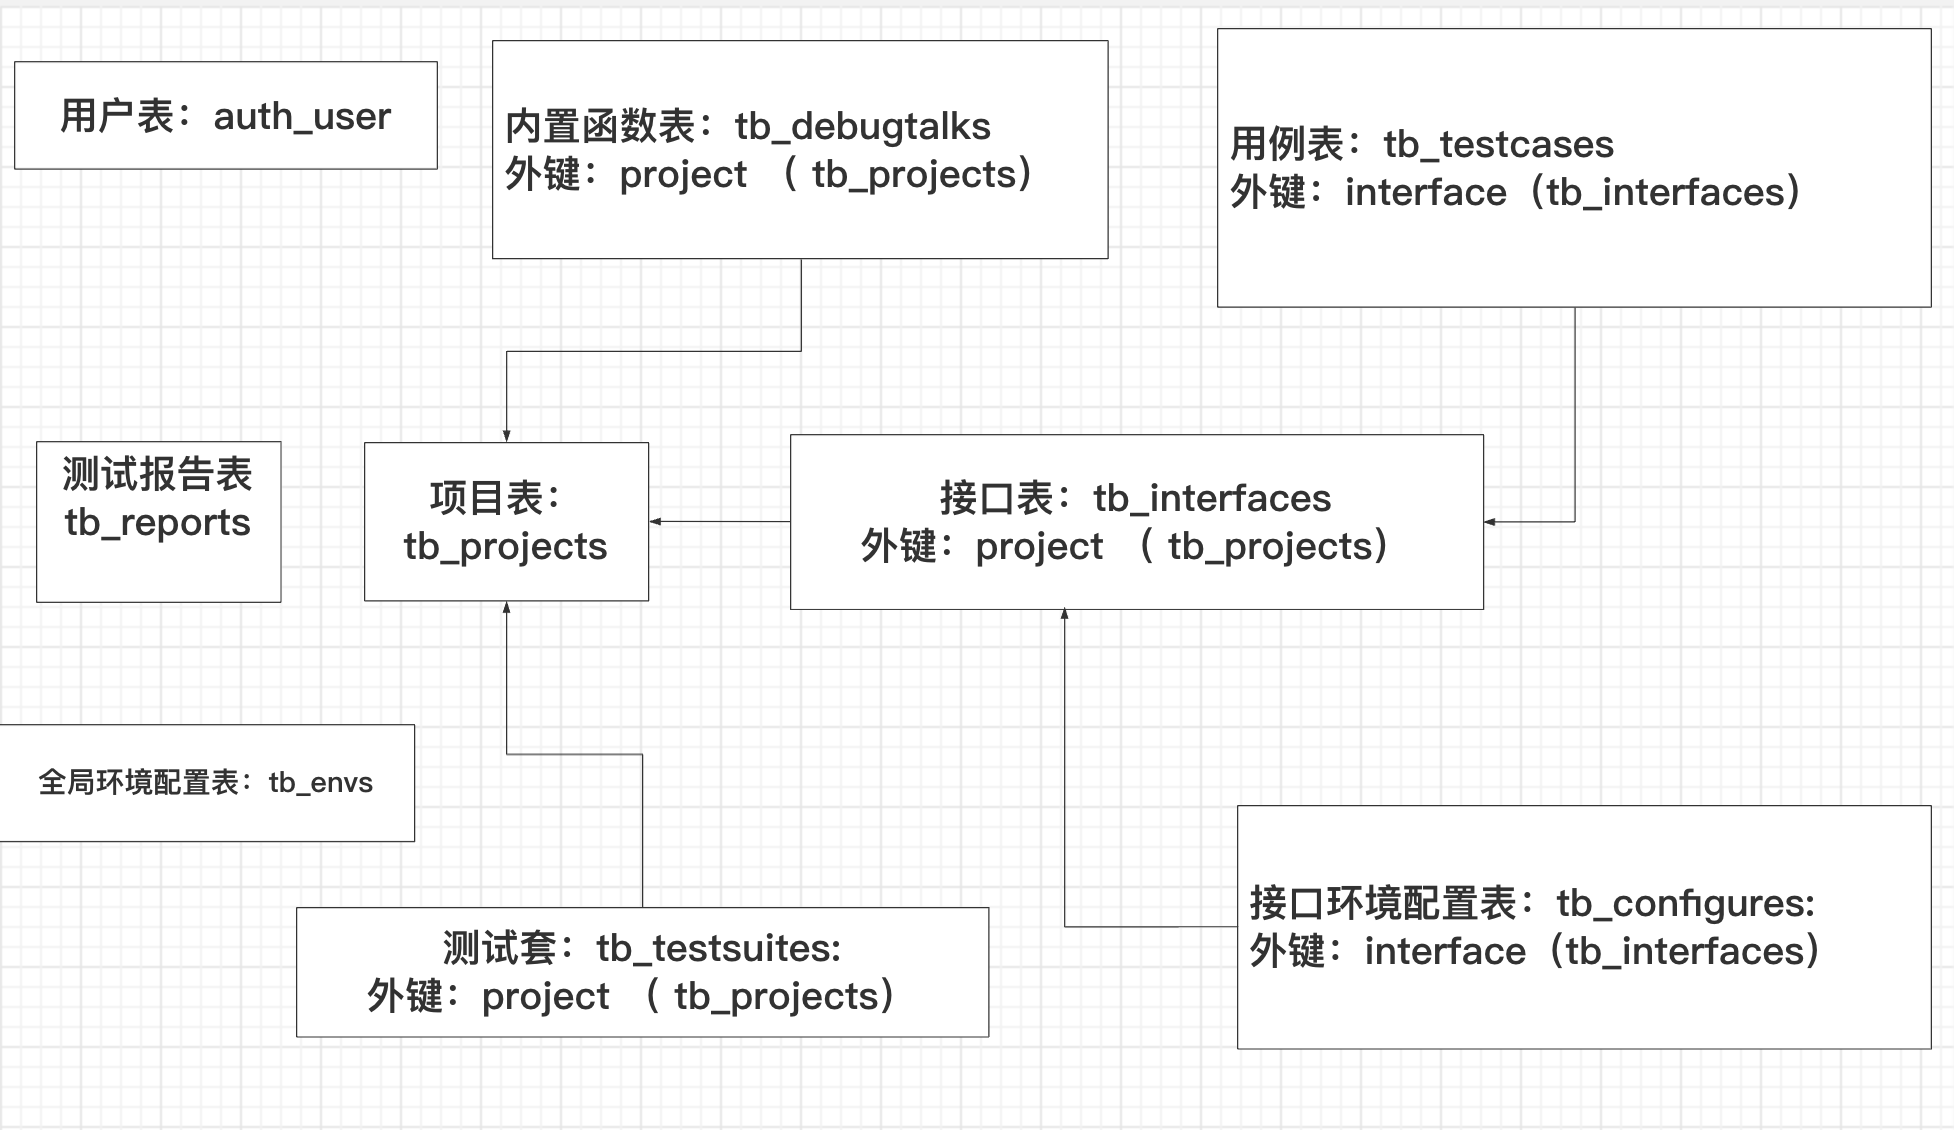 用户表：auth_user
内置函数表：tb_debugtalks
外键：project （ tb_projects）
用例表：tb_testcases
外键：interface（tb_interfaces）
测试报告表
tb_reports
项目表：
tb_projects
接口表：tb_interfaces
外键：project （ tb_projects）
全局环境配置表：tb_envs
测试套：tb_testsuites:
外键：project （ tb_projects）
接口环境配置表：tb_configures:
外键：interface（tb_interfaces）